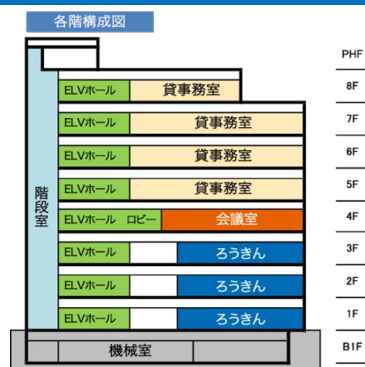 各階構成図
PHF
ELVホール 貸事務室 8F
ELVホール 貸事務室 7F
ELVホール 貸事務室 6F
ELVホール 貸事務室 5F
階段室
ELVホール ロビー 会議室 4F
ELVホール ろうきん 3F
ELVホール ろうきん 2F
ELVホール ろうきん 1F
機械室 B1F